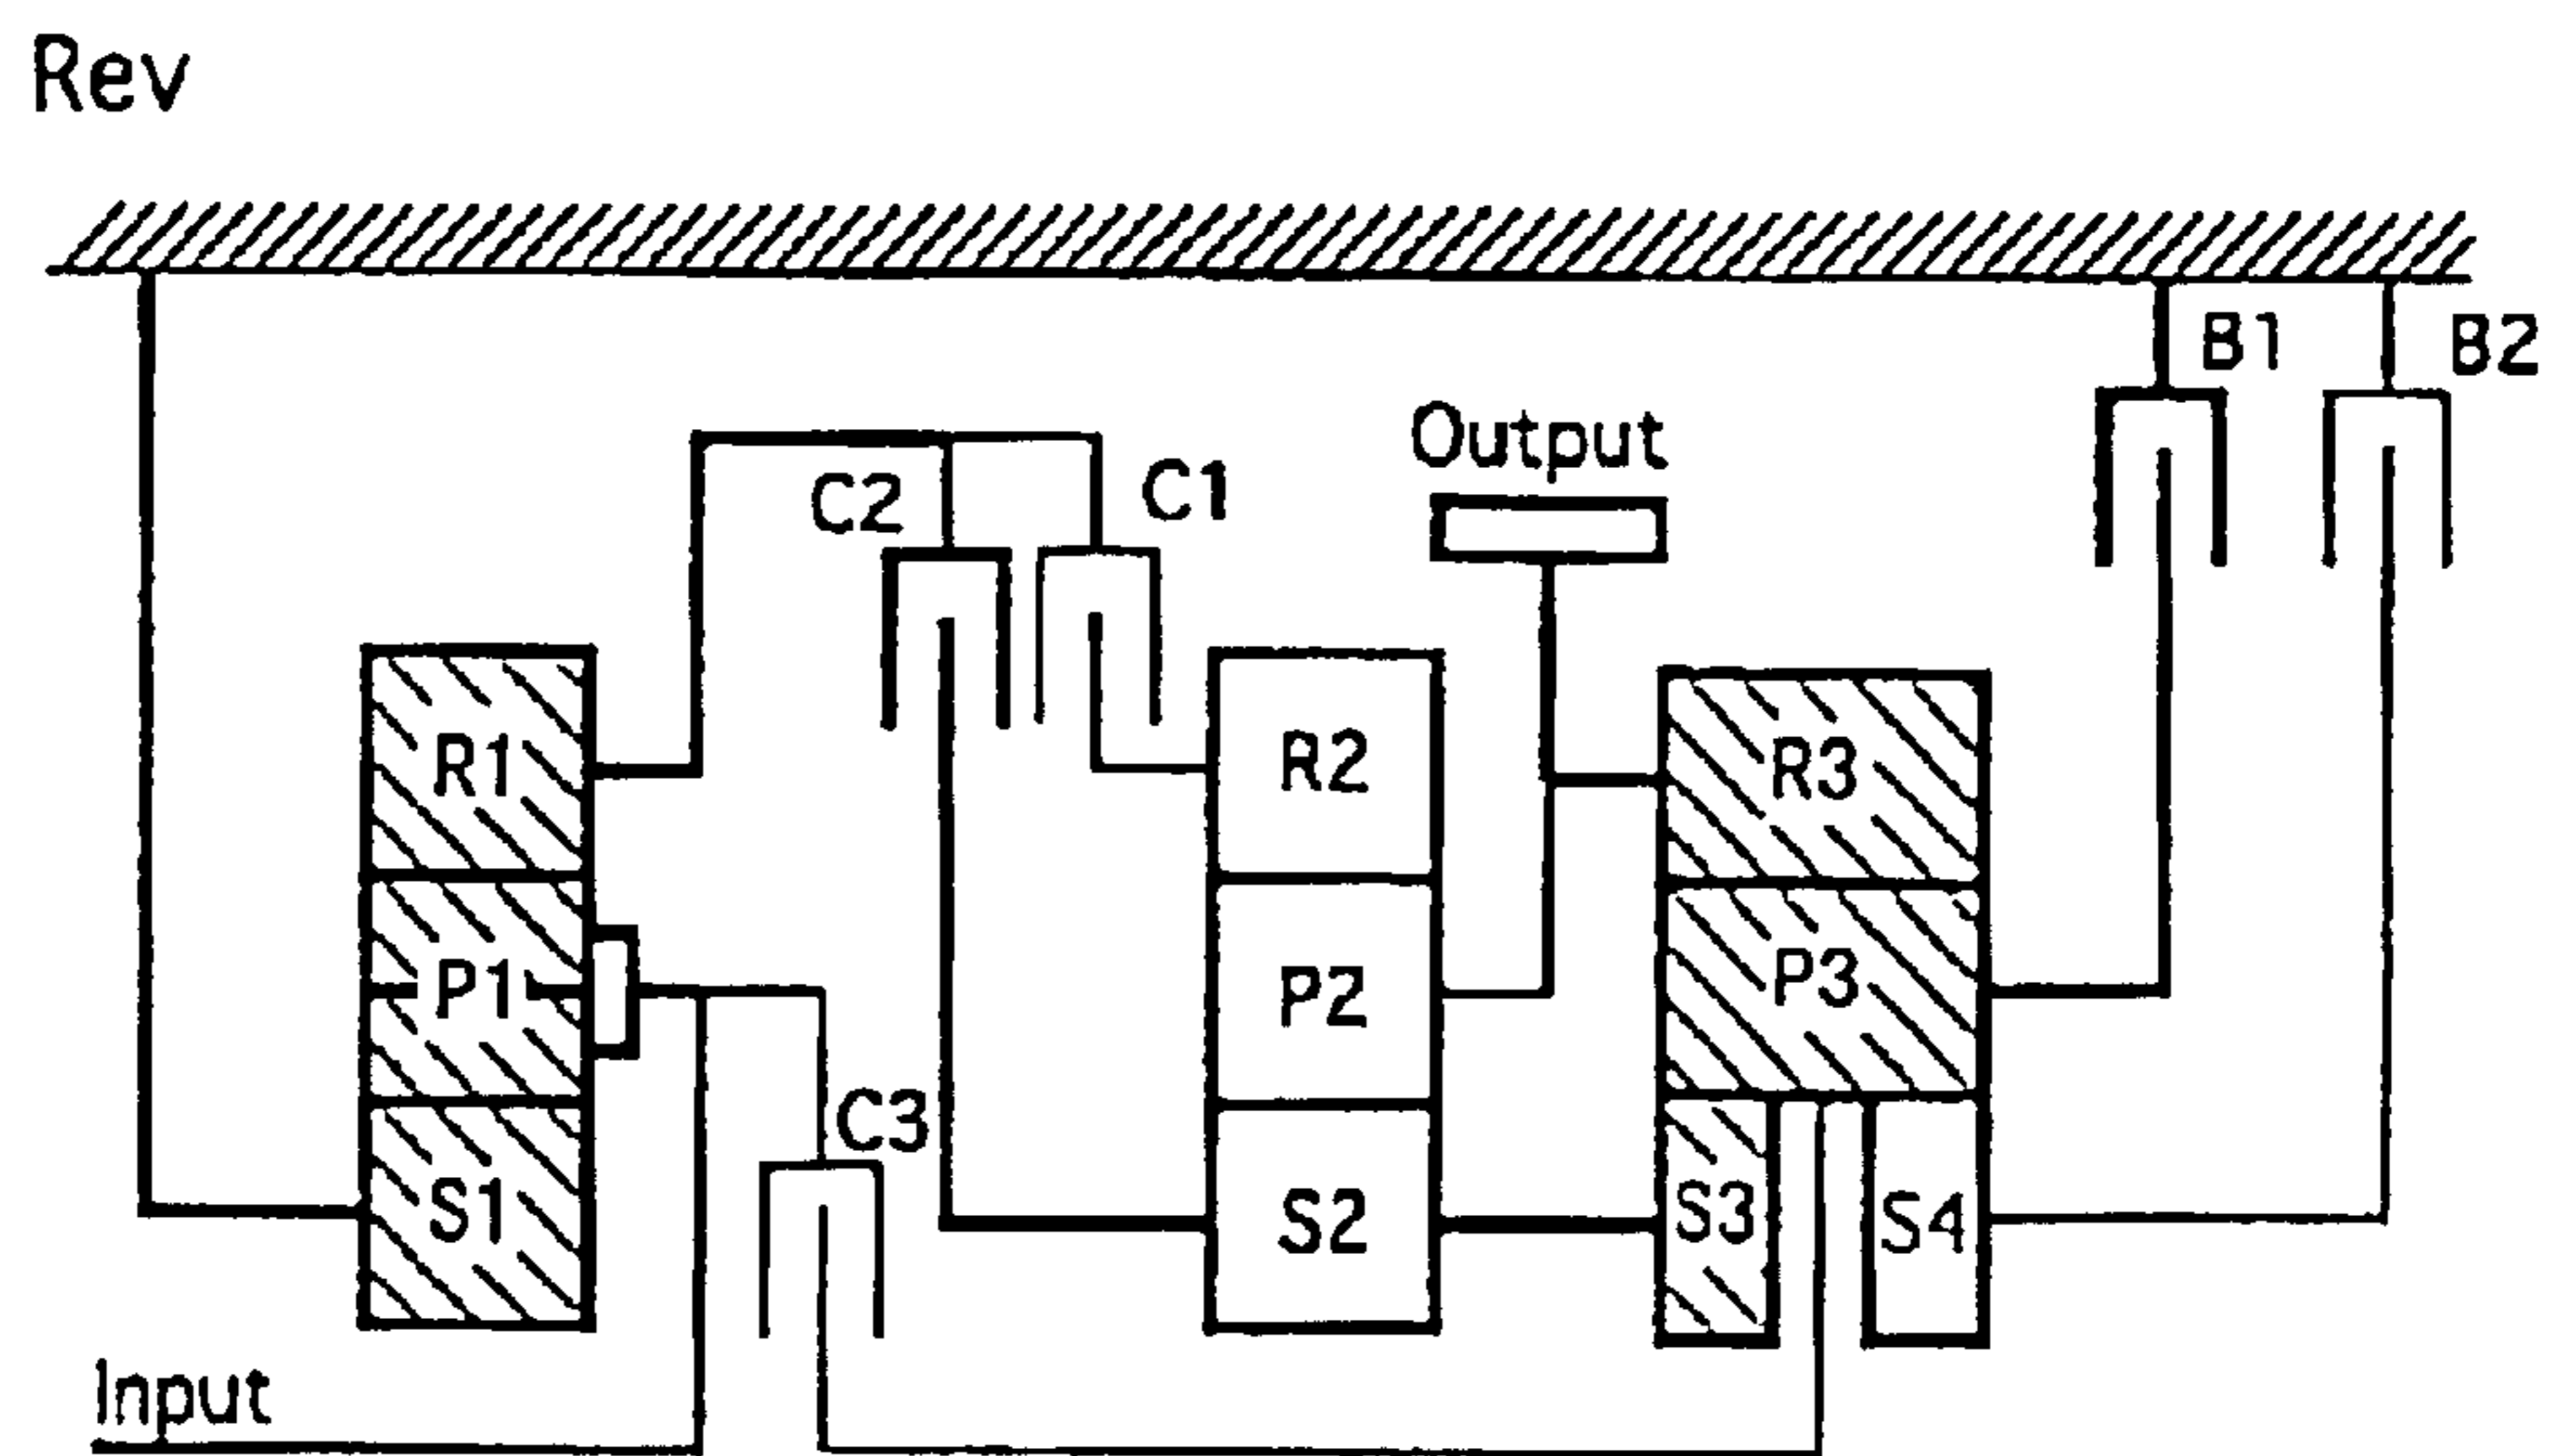 Rev
B1
B2
Output
C2
C1
R1
R2
R3
P1
P2
P3
C3
S1
S2
S3
S4
Input